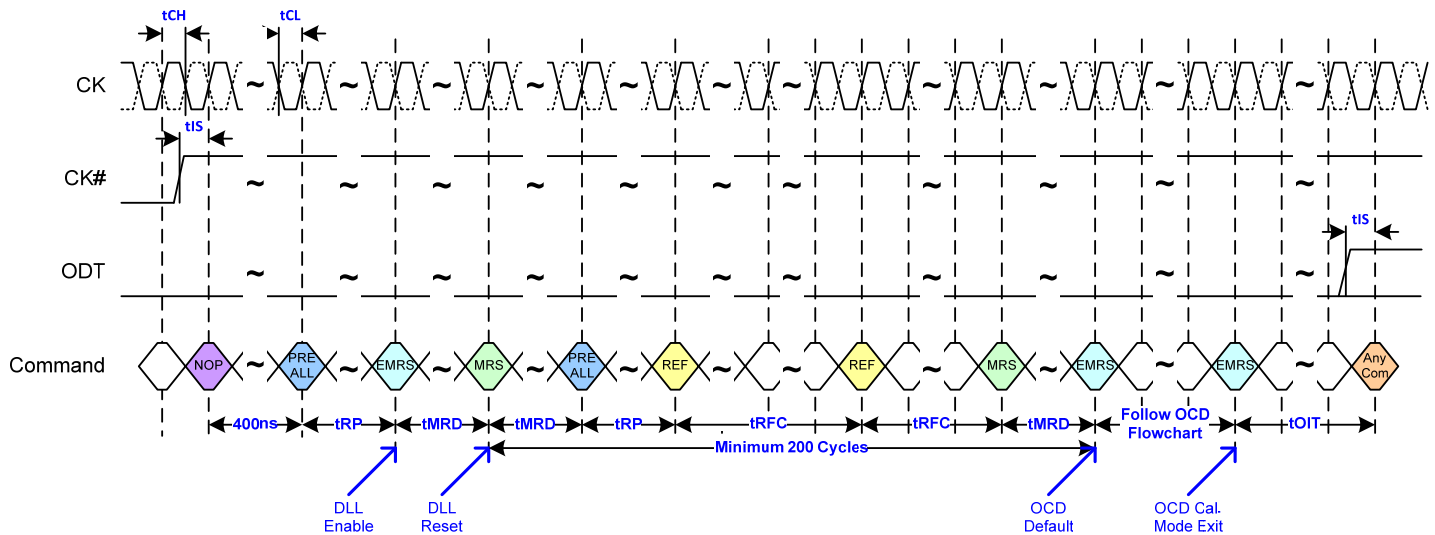 tCH
tCL
CK
tIS
CK#
tIS
ODT
Command
NOP
PRE
ALL
EMRS
MRS
PRE
ALL
REF
REF
MRS
EMRS
EMRS
Any
Com
400ns
tRP
tMRD
tMRD
tRP
tRFC
tRFC
tMRD
Follow OCD
Flowchart
tOIT
Minimum 200 Cycles
DLL
Enable
DLL
Reset
OCD
Default
OCD Cal.
Mode Exit